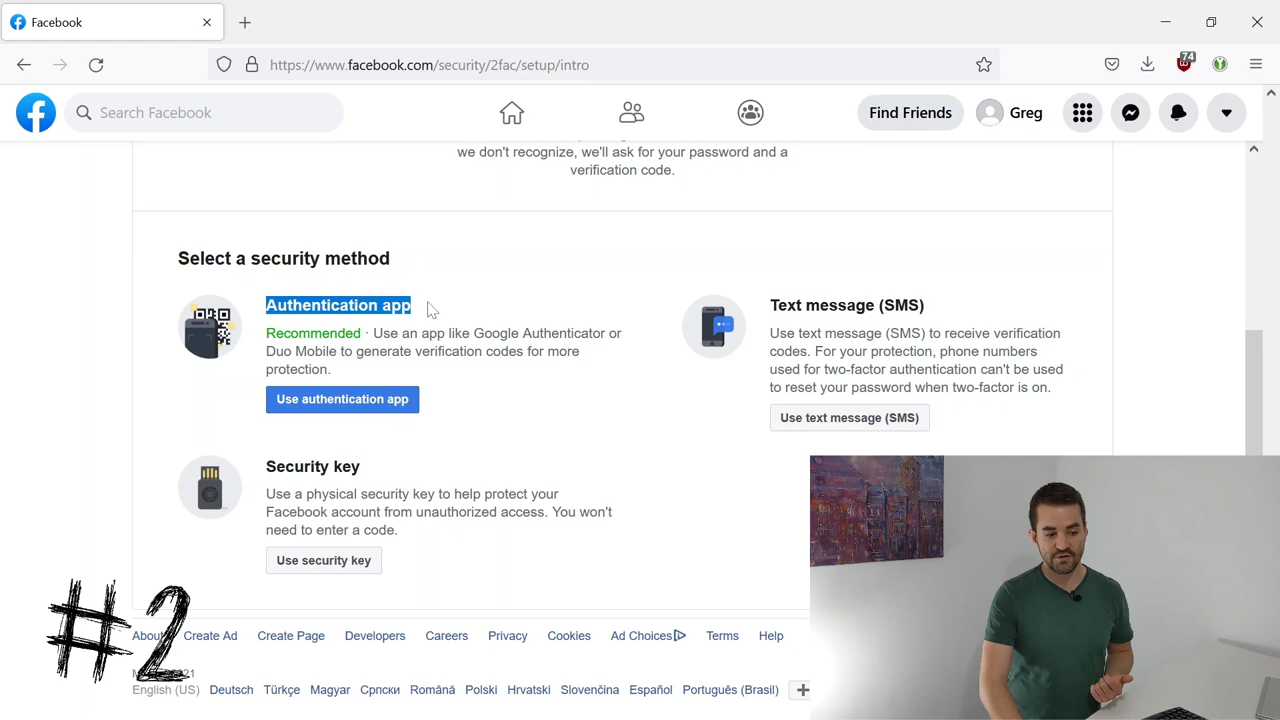 Facebook
https://www.facebook.com/security/2fac/setup/intro
74
Search Facebook
Find Friends
Greg
we don't recognize, we'll ask for your password and a
verification code.
Select a security method
Authentication app
Recommended · Use an app like Google Authenticator or
Duo Mobile to generate verification codes for more
protection.
Use authentication app
Text message (SMS)
Use text message (SMS) to receive verification
codes. For your protection, phone numbers
used for two-factor authentication can't be used
to reset your password when two-factor is on.
Use text message (SMS)
Security key
Use a physical security key to help protect your
Facebook account from unauthorized access. You won't
need to enter a code.
Use security key
#2
About Create Ad Create Page Developers Careers Privacy Cookies Ad Choices Terms Help
English (US) Deutsch Türkçe Magyar Српски Română Polski Hrvatski Slovenčina Español Português (Brasil)